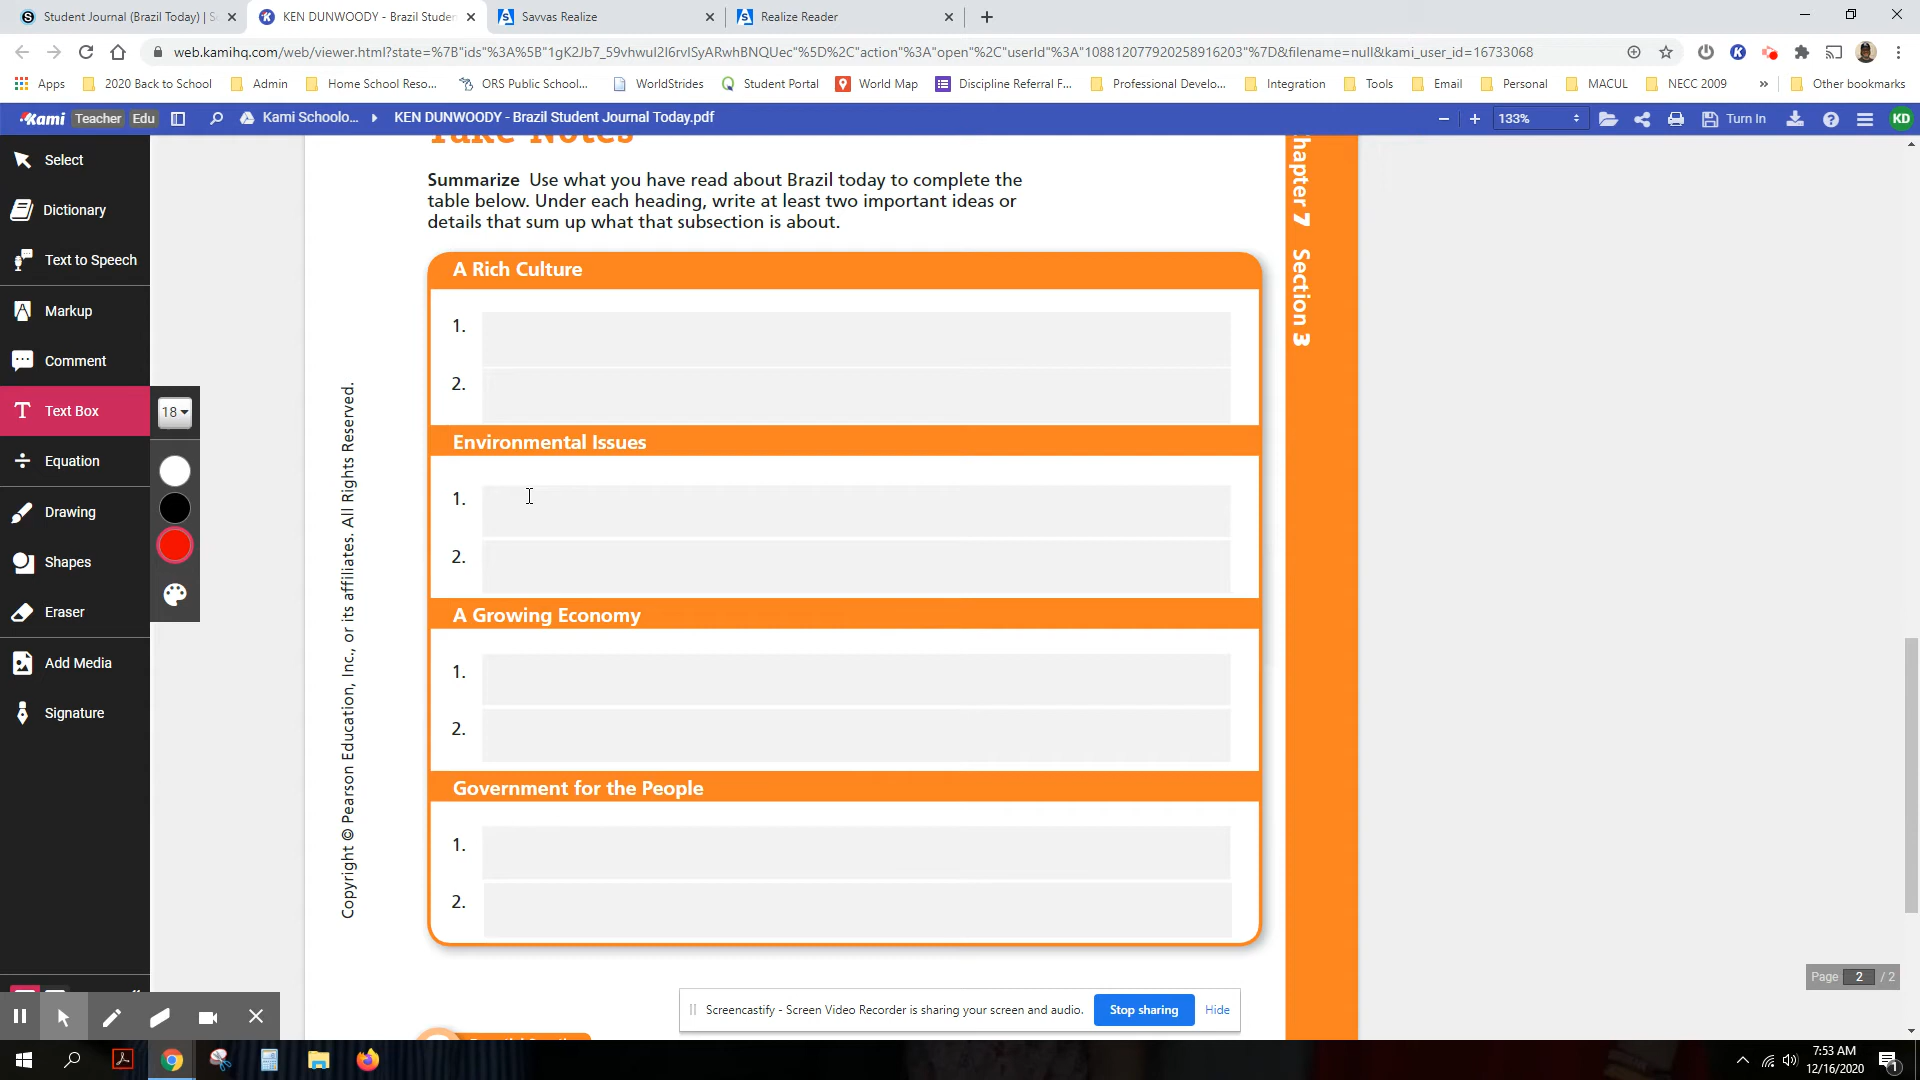 Student Journal (Brazil Today) | S
KEN DUNWOODY - Brazil Studen
Savvas Realize
Realize Reader
web.kamihq.com/web/viewer.html?state=%7B"ids"%3A%5B"1gK2Jb7_59vhwuI2I6rvISyARwhBNQUec"%5D%2C"action"%3A"open"%2C"userId"%3A"108812077920258916203"%7D&filename=null&kami_user_id=16733068
Apps
2020 Back to School
Admin
Home School Reso...
ORS Public School...
WorldStrides
Student Portal
World Map
Discipline Referral F...
Professional Develo...
Integration
Tools
Email
Personal
MACUL
NECC 2009
Other bookmarks
Kami Teacher Edu
Kami Schoolo...
KEN DUNWOODY - Brazil Student Journal Today.pdf
133%
Turn In
KD
Select
Dictionary
Text to Speech
Markup
Comment
Text Box
Equation
Drawing
Shapes
Eraser
Add Media
Signature
18
Take Notes
Summarize Use what you have read about Brazil today to complete the
table below. Under each heading, write at least two important ideas or
details that sum up what that subsection is about.
A Rich Culture
1.
2.
Environmental Issues
1.
2.
A Growing Economy
1.
2.
Government for the People
1.
2.
Copyright © Pearson Education, Inc., or its affiliates. All Rights Reserved.
hapter 7 Section 3
Page 2 / 2
Screencastify - Screen Video Recorder is sharing your screen and audio.
Stop sharing
Hide
7:53 AM
12/16/2020
1